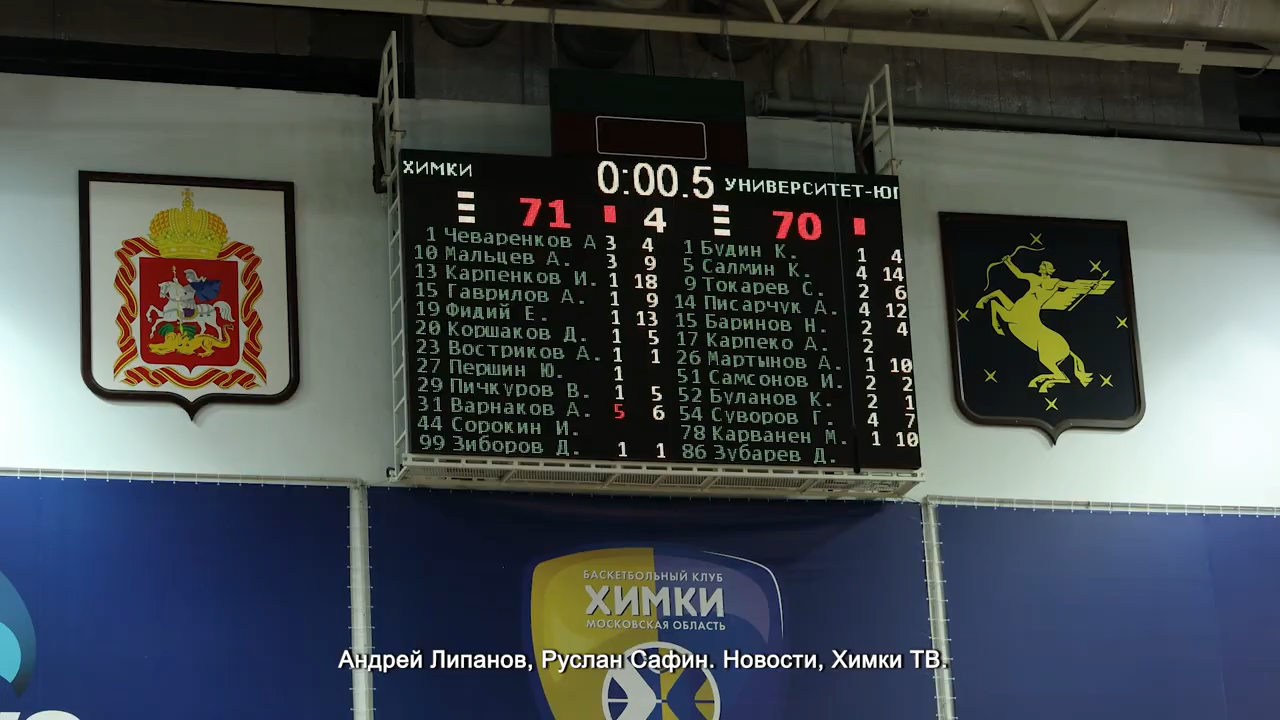 ХИМКИ 0:00.5 УНИВЕРСИТЕТ-ЮГ
71 4 70
1 Чеваренков А 3 4
10 Мальцев А. 3 9
13 Карпенков И. 1 18
15 Гаврилов А. 1 9
19 Фидий Е. 1 13
20 Коршаков Д. 1 5
23 Востриков А. 1 1
27 Першин Ю. 1
29 Пичкуров В. 1 5
31 Варнаков А. 5 6
44 Сорокин И.
99 Зиборов Д. 1 1
1 Будин К. 1 4
5 Салмин К. 4 14
9 Токарев С. 2 6
14 Писарчук А. 4 12
15 Баринов Н. 2 4
17 Карпеко А. 2
26 Мартынов А. 1 10
51 Самсонов И. 2 2
52 Буланов К. 2 1
54 Суворов Г. 4 7
78 Карванен М. 1 10
86 Зубарев Д.
БАСКЕТБОЛЬНЫЙ КЛУБ
ХИМКИ
МОСКОВСКАЯ ОБЛАСТЬ
Андрей Липанов, Руслан Сафин. Новости, Химки ТВ.